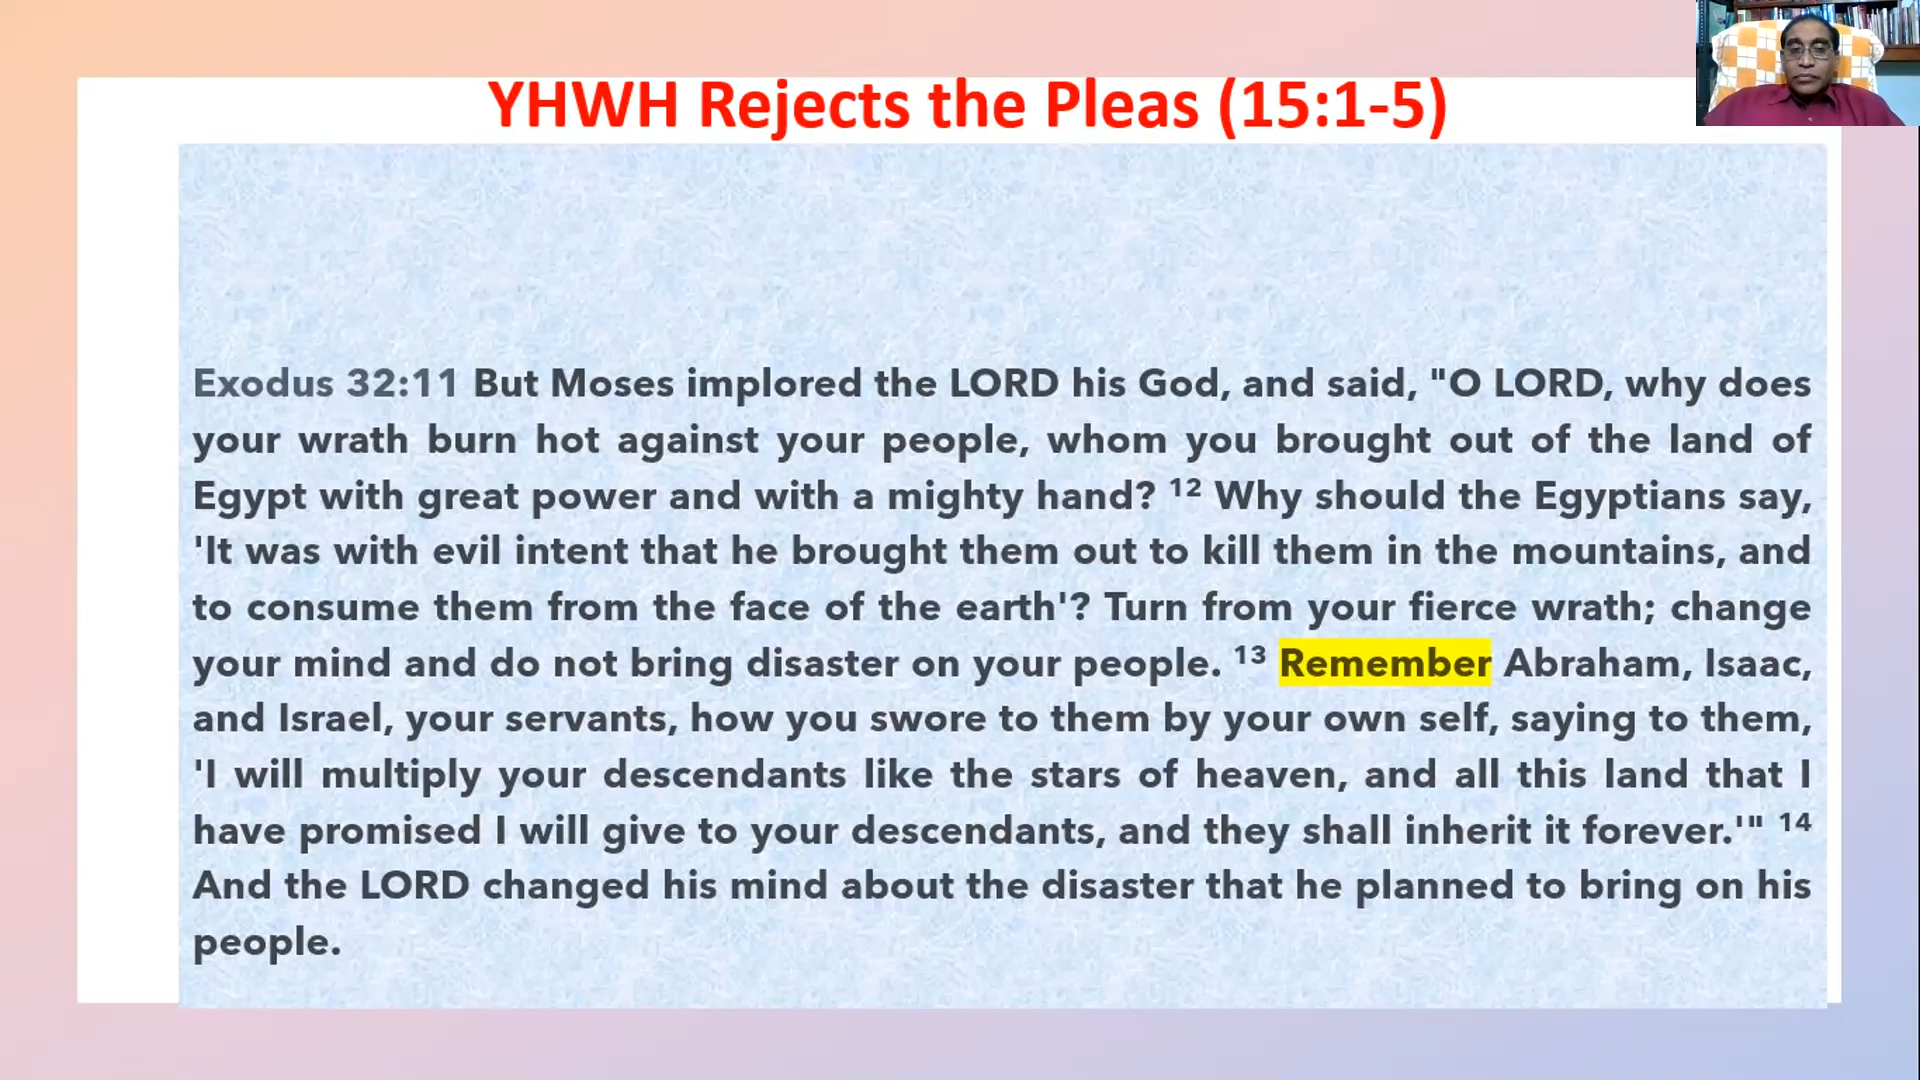 YHWH Rejects the Pleas (15:1-5)
Exodus 32:11 But Moses implored the LORD his God, and said, "O LORD, why does
your wrath burn hot against your people, whom you brought out of the land of
Egypt with great power and with a mighty hand? 12 Why should the Egyptians say,
'It was with evil intent that he brought them out to kill them in the mountains, and
to consume them from the face of the earth'? Turn from your fierce wrath; change
your mind and do not bring disaster on your people. 13 Remember Abraham, Isaac,
and Israel, your servants, how you swore to them by your own self, saying to them,
'I will multiply your descendants like the stars of heaven, and all this land that I
have promised I will give to your descendants, and they shall inherit it forever.'" 14
And the LORD changed his mind about the disaster that he planned to bring on his
people.